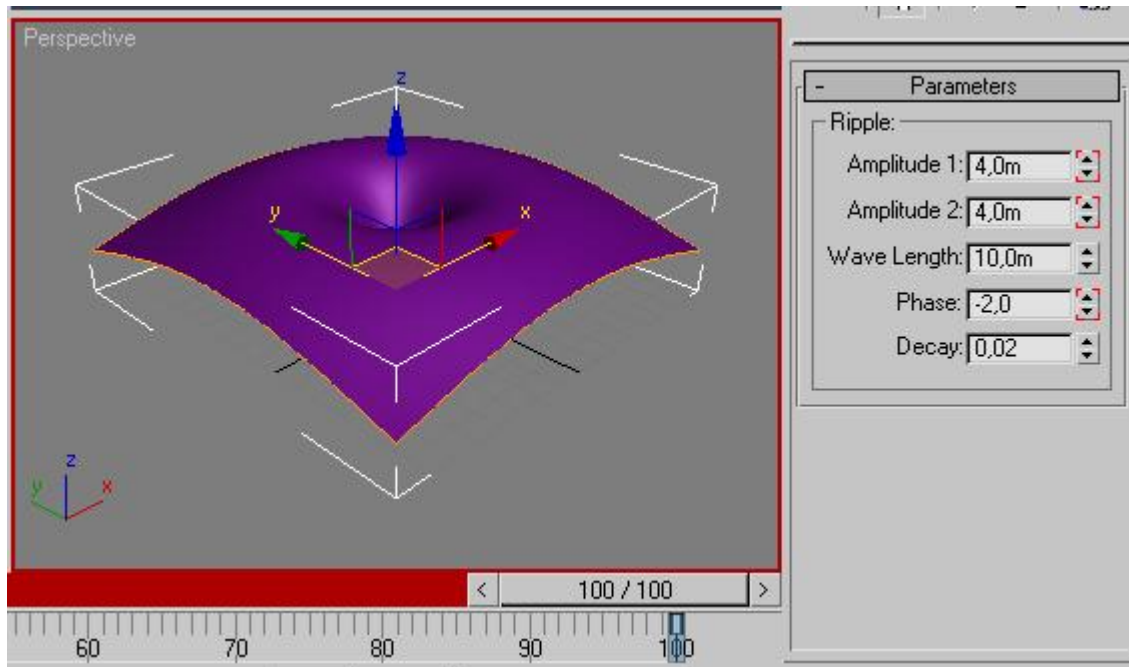 Perspective
z
y
x
z
y
x
- Parameters
Ripple:
Amplitude 1: 4,0m
Amplitude 2: 4,0m
Wave Length: 10,0m
Phase: -2,0
Decay: 0,02
< 100 / 100 >
60 70 80 90 100